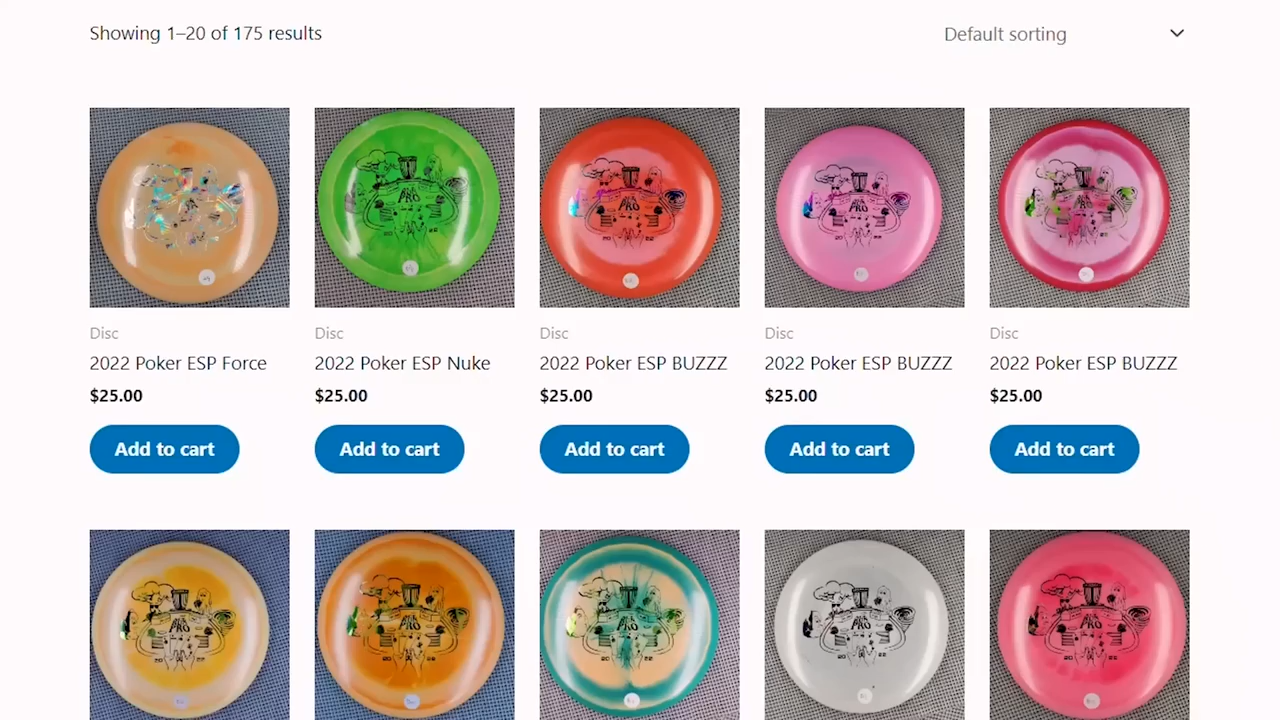 Showing 1–20 of 175 results
Default sorting
Disc
Disc
Disc
Disc
Disc
2022 Poker ESP Force
2022 Poker ESP Nuke
2022 Poker ESP BUZZZ
2022 Poker ESP BUZZZ
2022 Poker ESP BUZZZ
$25.00
$25.00
$25.00
$25.00
$25.00
Add to cart
Add to cart
Add to cart
Add to cart
Add to cart